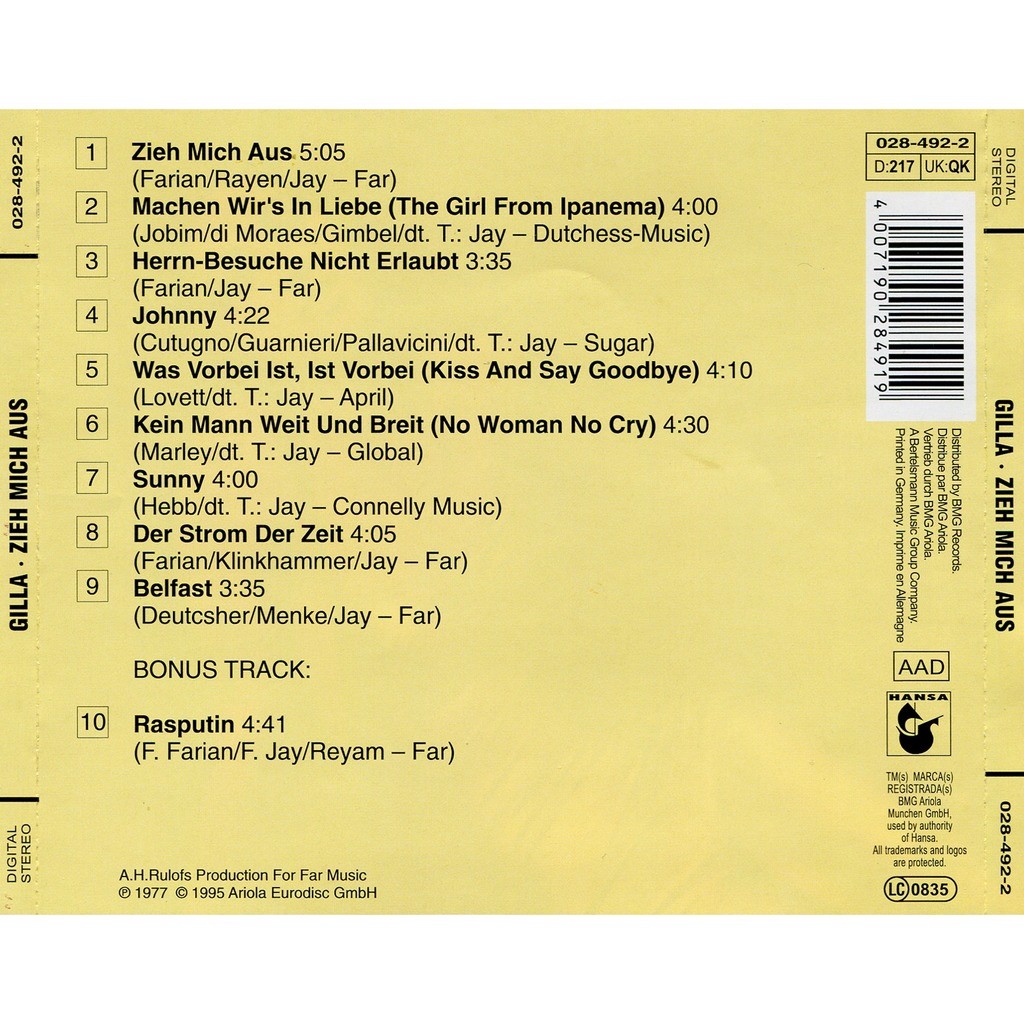 028-492-2
GILLA · ZIEH MICH AUS
DIGITAL
STEREO
1 Zieh Mich Aus 5:05
(Farian/Rayen/Jay – Far)
2 Machen Wir's In Liebe (The Girl From Ipanema) 4:00
(Jobim/di Moraes/Gimbel/dt. T.: Jay – Dutchess-Music)
3 Herrn-Besuche Nicht Erlaubt 3:35
(Farian/Jay – Far)
4 Johnny 4:22
(Cutugno/Guarnieri/Pallavicini/dt. T.: Jay – Sugar)
5 Was Vorbei Ist, Ist Vorbei (Kiss And Say Goodbye) 4:10
(Lovett/dt. T.: Jay – April)
6 Kein Mann Weit Und Breit (No Woman No Cry) 4:30
(Marley/dt. T.: Jay – Global)
7 Sunny 4:00
(Hebb/dt. T.: Jay – Connelly Music)
8 Der Strom Der Zeit 4:05
(Farian/Klinkhammer/Jay – Far)
9 Belfast 3:35
(Deutcsher/Menke/Jay – Far)
BONUS TRACK:
10 Rasputin 4:41
(F. Farian/F. Jay/Reyam – Far)
A.H.Rulofs Production For Far Music
℗ 1977 © 1995 Ariola Eurodisc GmbH
028-492-2
D:217 UK:QK
4 007190 284919
Distributed by BMG Records.
Distribue par BMG Ariola.
Vertrieb durch BMG Ariola.
A Bertelsmann Music Group Company.
Printed in Germany. Imprime en Allemagne
AAD
HANSA
TM(s) MARCA(s)
REGISTRADA(s)
BMG Ariola
Munchen GmbH,
used by authority
of Hansa.
All trademarks and logos
are protected.
LC 0835
DIGITAL
STEREO
GILLA · ZIEH MICH AUS
028-492-2